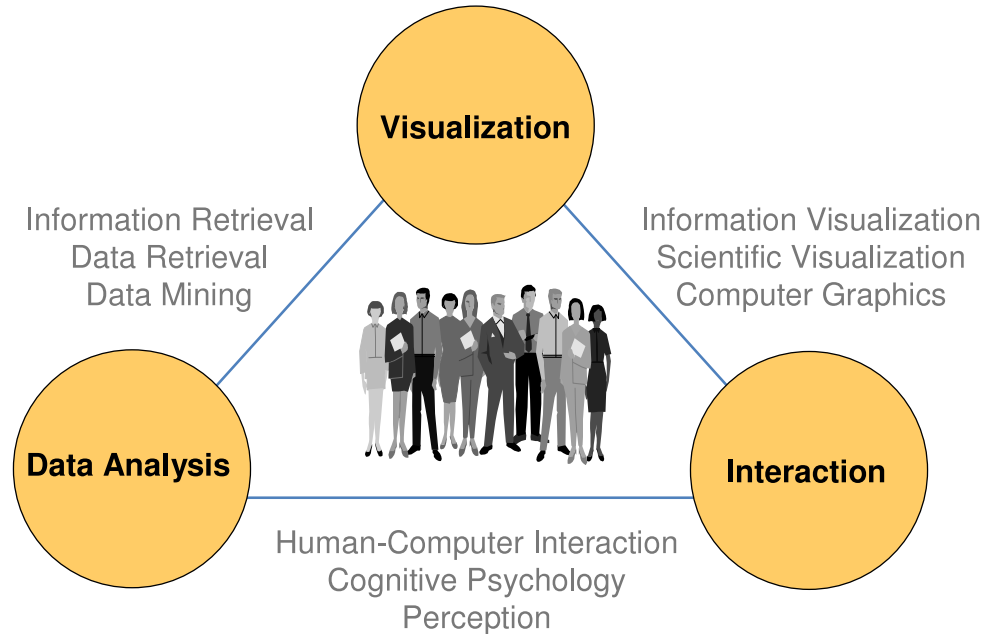 Visualization
Information Retrieval
Data Retrieval
Data Mining
Information Visualization
Scientific Visualization
Computer Graphics
Data Analysis
Interaction
Human-Computer Interaction
Cognitive Psychology
Perception